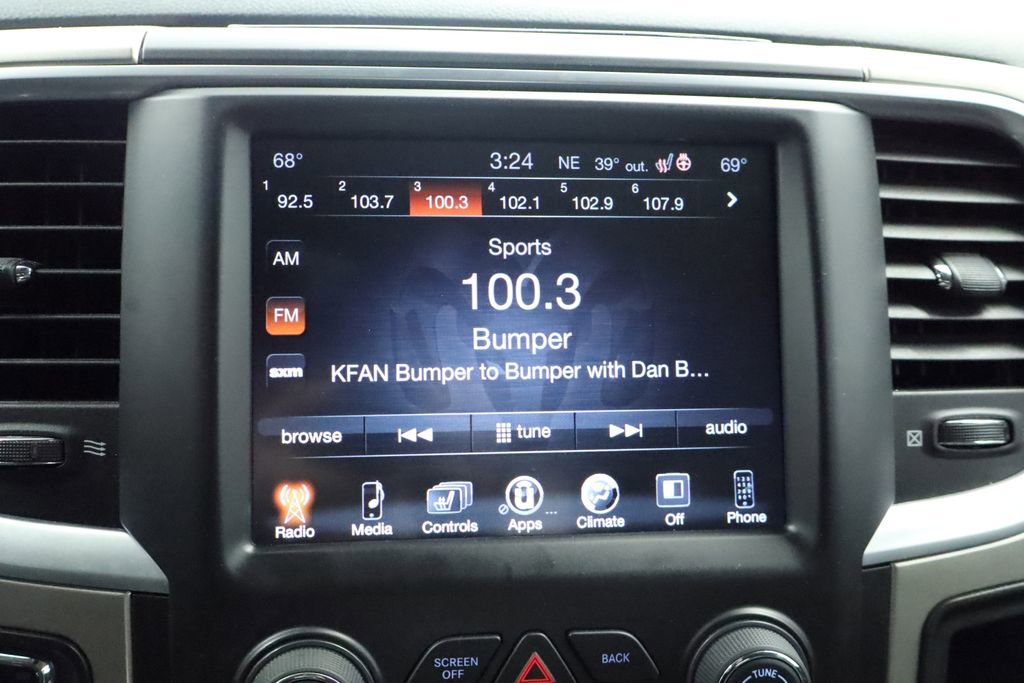 68° 3:24 NE 39° out. 69°
1 92.5 2 103.7 3 100.3 4 102.1 5 102.9 6 107.9
Sports
AM
100.3
FM
Bumper
sxm
KFAN Bumper to Bumper with Dan B...
browse tune audio
Radio Media Controls Apps ... Climate Off Phone
SCREEN
OFF
BACK
TUNE